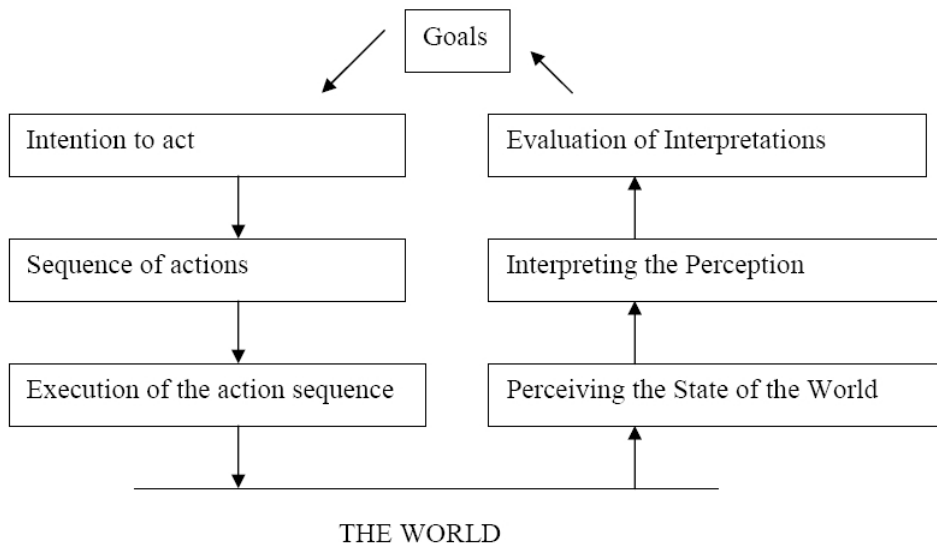 Goals
Intention to act
Evaluation of Interpretations
Sequence of actions
Interpreting the Perception
Execution of the action sequence
Perceiving the State of the World
THE WORLD